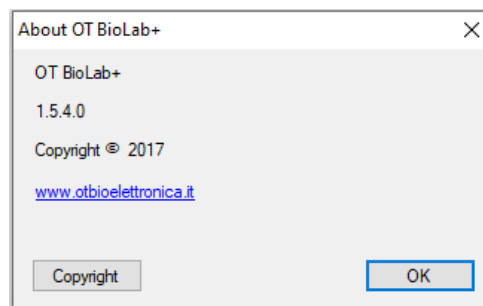 About OT BioLab+
OT BioLab+
1.5.4.0
Copyright © 2017
www.otbioelettronica.it
Copyright
OK